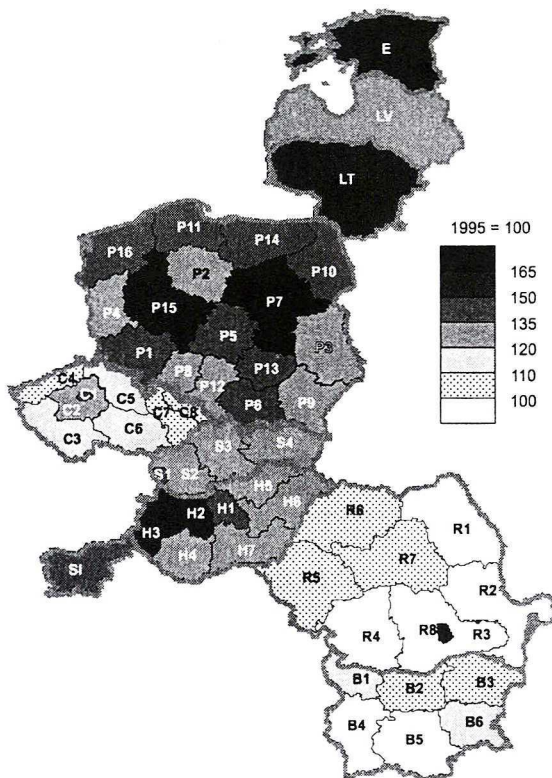 E
LV
LT
1995 = 100
165
150
135
120
110
100
P11
P16
P14
P10
P2
P15
P7
P4
P5
P3
P1
P8
P12
P13
P6
P9
C4
C5
C2
C7
C8
C3
C6
S3
S4
S1
S2
H5
H6
H1
H2
H3
H4
H7
SI
R6
R1
R7
R5
R2
R4
R8
R3
B1
B2
B3
B4
B5
B6